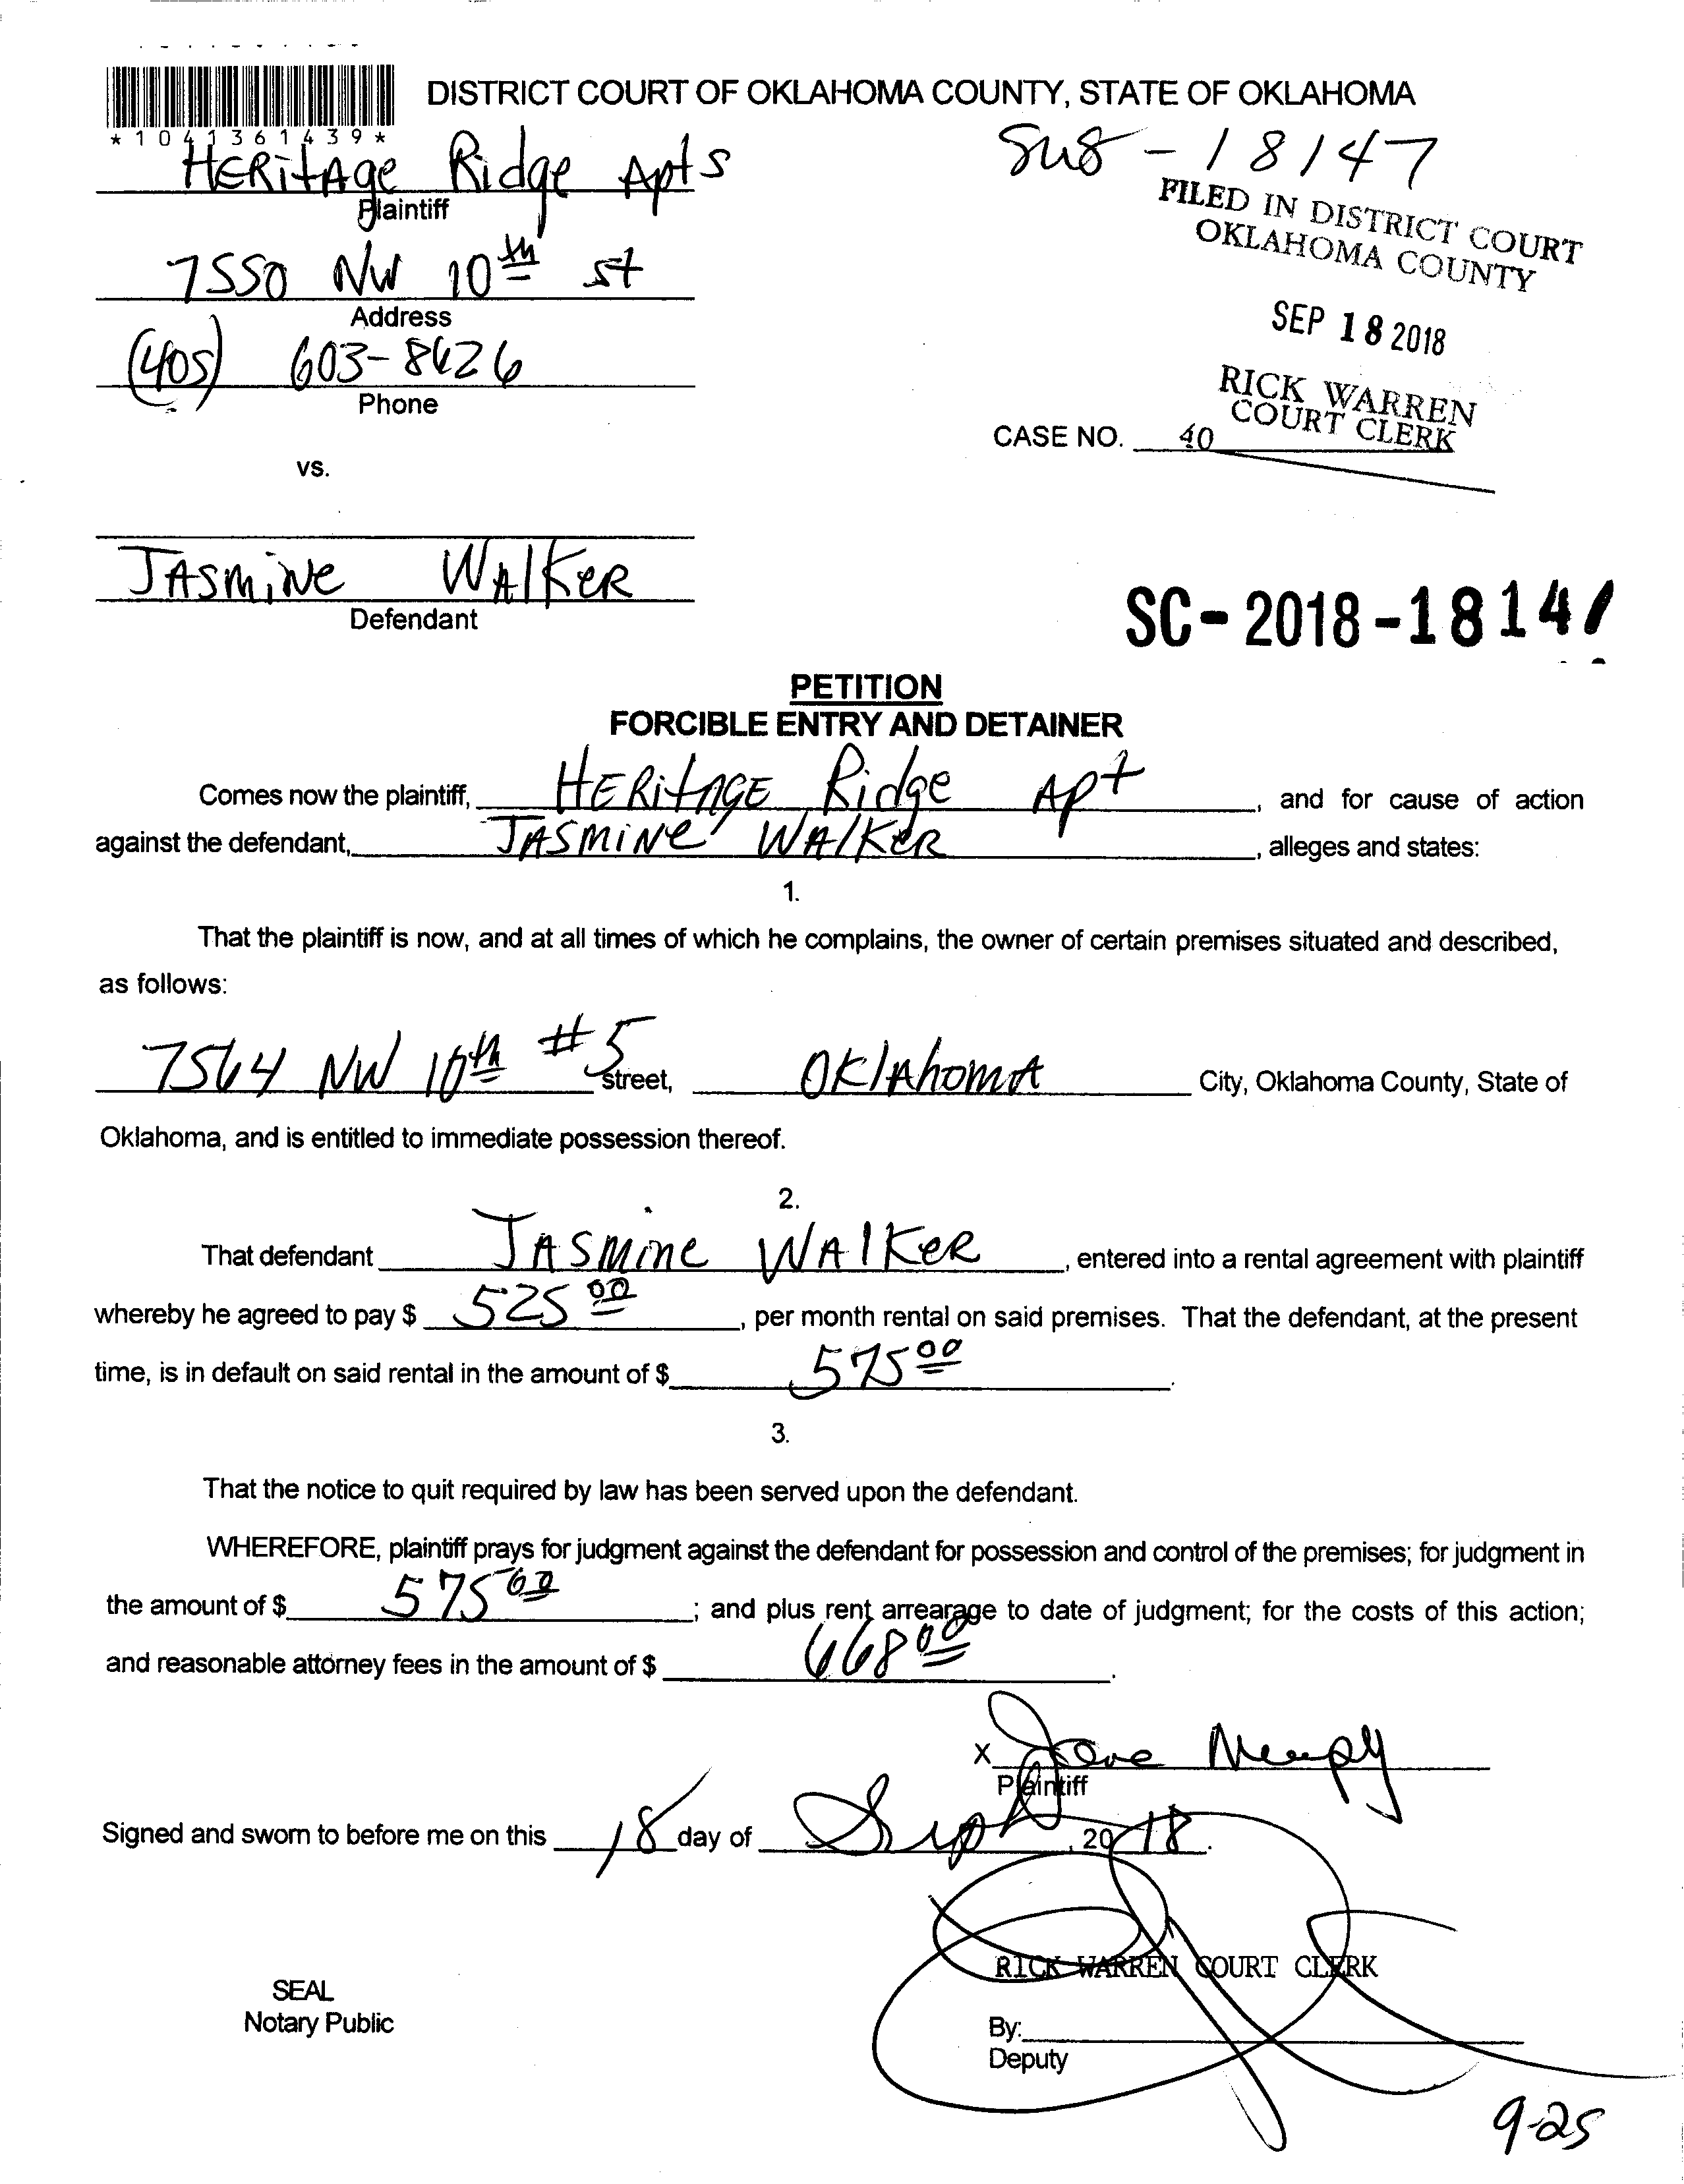 DISTRICT COURT OF OKLAHOMA COUNTY, STATE OF OKLAHOMA
*1041361439*
HERitAge Ridge Apts
Plaintiff
18147
FILED IN DISTRICT COURT
OKLAHOMA COUNTY
7550 NW 10th st
Address
SEP 18 2018
(405) 603-8626
Phone
RICK WARREN
COURT CLERK
CASE NO. 40
vs.
JASMiNe WAlKeR
Defendant
SC-2018-1814
PETITION
FORCIBLE ENTRY AND DETAINER
Comes now the plaintiff, HERitAGE Ridge Apt, and for cause of action
against the defendant, JASMiNe WAlKeR, alleges and states:
1.
That the plaintiff is now, and at all times of which he complains, the owner of certain premises situated and described,
as follows:
7564 NW 10th #5 street, OKlAhomA City, Oklahoma County, State of
Oklahoma, and is entitled to immediate possession thereof.
2.
That defendant JASMine WAlKeR, entered into a rental agreement with plaintiff
whereby he agreed to pay $ 525 00, per month rental on said premises. That the defendant, at the present
time, is in default on said rental in the amount of $ 575 00.
3.
That the notice to quit required by law has been served upon the defendant.
WHEREFORE, plaintiff prays for judgment against the defendant for possession and control of the premises; for judgment in
the amount of $ 575 00; and plus rent arrearage to date of judgment; for the costs of this action;
and reasonable attorney fees in the amount of $ 668 00.
X
Plaintiff
Signed and sworn to before me on this 18 day of Sept, 2018.
RICK WARREN COURT CLERK
SEAL
Notary Public
By:
Deputy
9-25